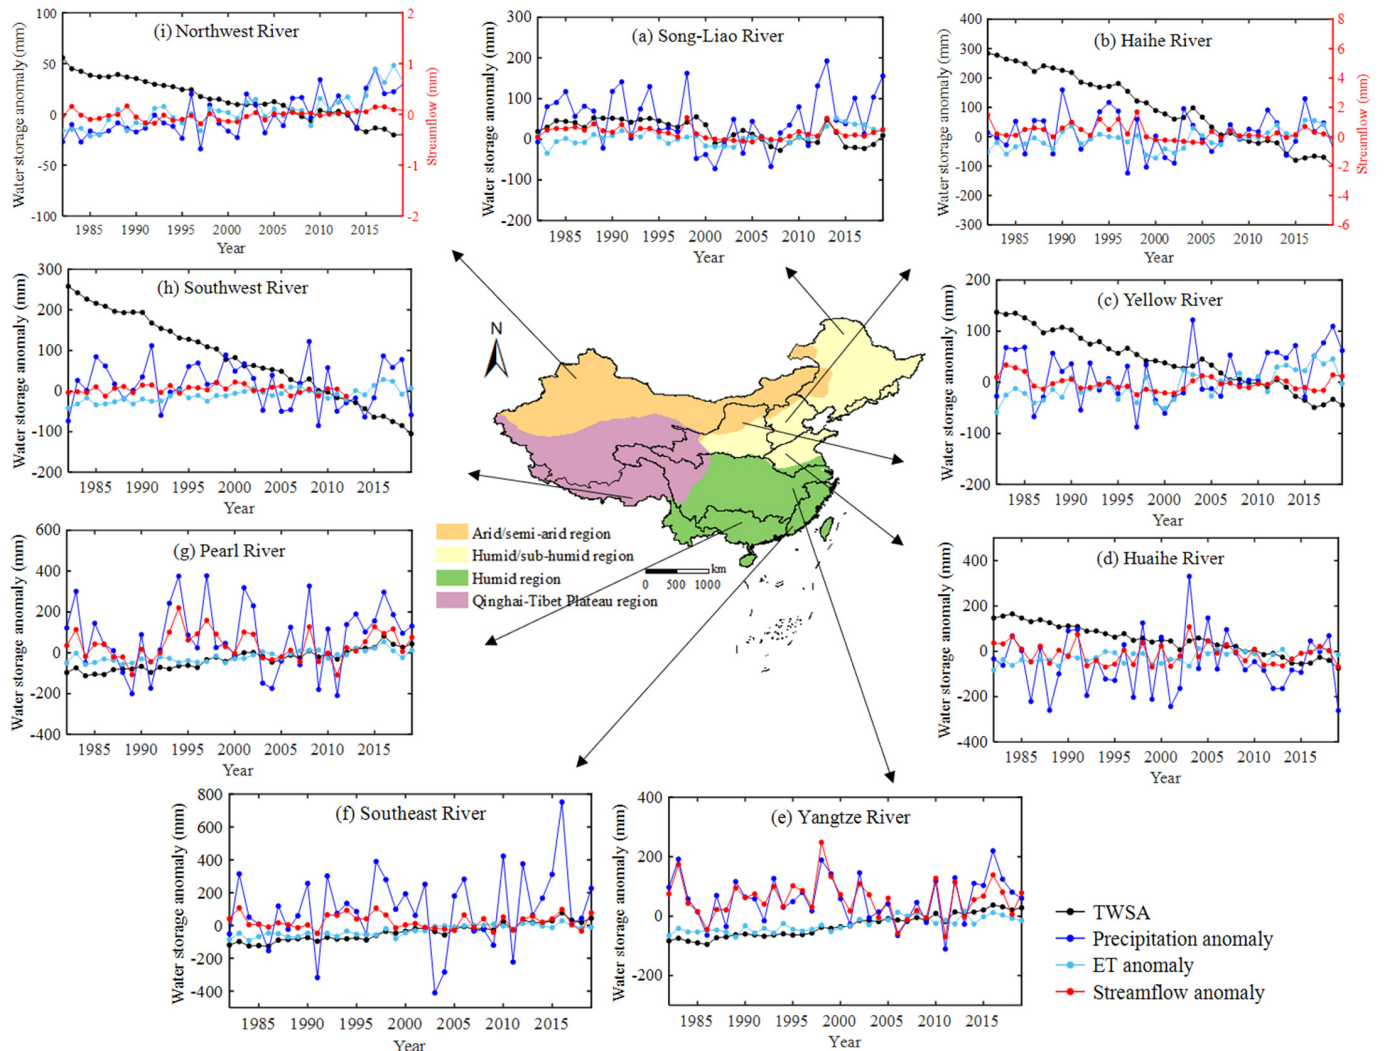 (i) Northwest River
Water storage anomaly (mm)
100
50
0
-50
-100
2
1
0
-1
-2
Streamflow (mm)
1985 1990 1995 2000 2005 2010 2015
Year
(a) Song-Liao River
Water storage anomaly (mm)
300
200
100
0
-100
-200
1985 1990 1995 2000 2005 2010 2015
Year
(b) Haihe River
Water storage anomaly (mm)
400
300
200
100
0
-100
-200
-300
8
6
4
2
0
-2
-4
-6
Streamflow (mm)
1985 1990 1995 2000 2005 2010 2015
Year
(h) Southwest River
Water storage anomaly (mm)
300
200
100
0
-100
-200
1985 1990 1995 2000 2005 2010 2015
Year
(c) Yellow River
Water storage anomaly (mm)
200
100
0
-100
-200
1985 1990 1995 2000 2005 2010 2015
Year
N
Arid/semi-arid region
Humid/sub-humid region
Humid region
Qinghai-Tibet Plateau region
km
0 500 1000
(g) Pearl River
Water storage anomaly (mm)
600
400
200
0
-200
-400
1985 1990 1995 2000 2005 2010 2015
Year
(d) Huaihe River
Water storage anomaly (mm)
400
200
0
-200
-400
1985 1990 1995 2000 2005 2010 2015
Year
(f) Southeast River
Water storage anomaly (mm)
800
600
400
200
0
-200
-400
1985 1990 1995 2000 2005 2010 2015
Year
(e) Yangtze River
Water storage anomaly (mm)
400
200
0
-200
1985 1990 1995 2000 2005 2010 2015
Year
TWSA
Precipitation anomaly
ET anomaly
Streamflow anomaly